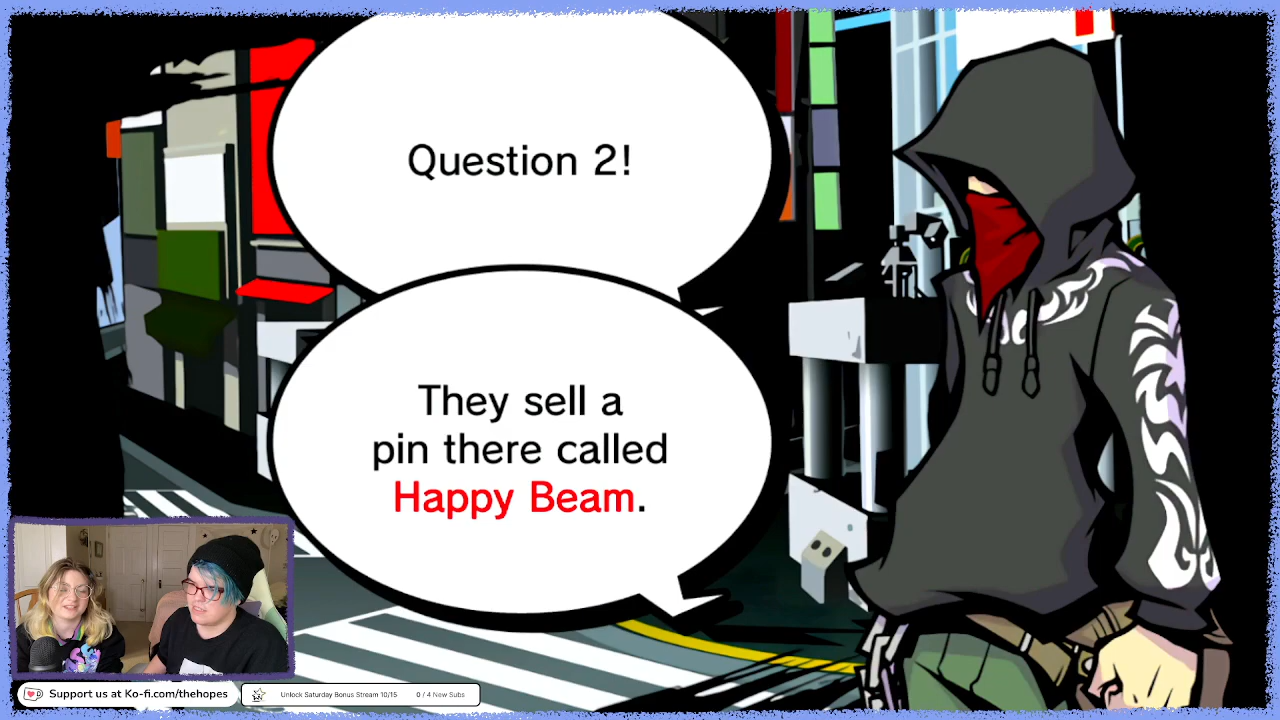 Question 2!
They sell a
pin there called
Happy Beam.
Support us at Ko-fi.com/thehopes
Unlock Saturday Bonus Stream 10/15
0 / 4 New Subs